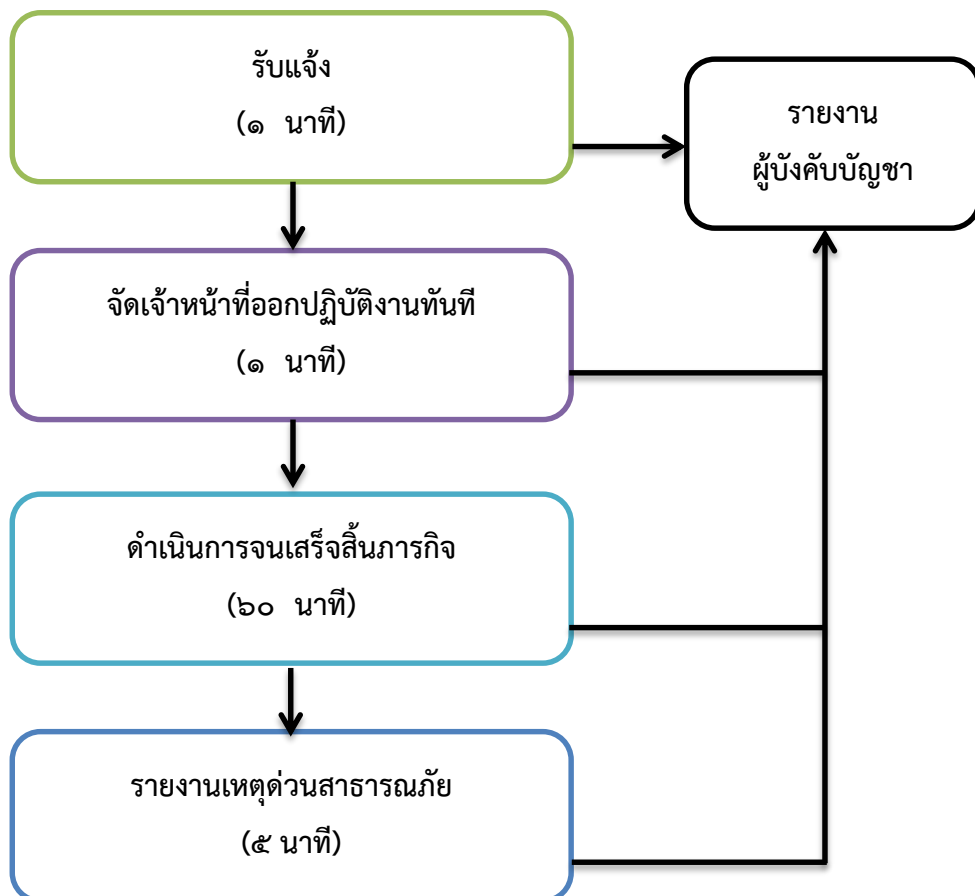 รับแจ้ง
(๑ นาที)
รายงาน
ผู้บังคับบัญชา
จัดเจ้าหน้าที่ออกปฏิบัติงานทันที
(๑ นาที)
ดำเนินการจนเสร็จสิ้นภารกิจ
(๖๐ นาที)
รายงานเหตุด่วนสาธารณภัย
(๕ นาที)